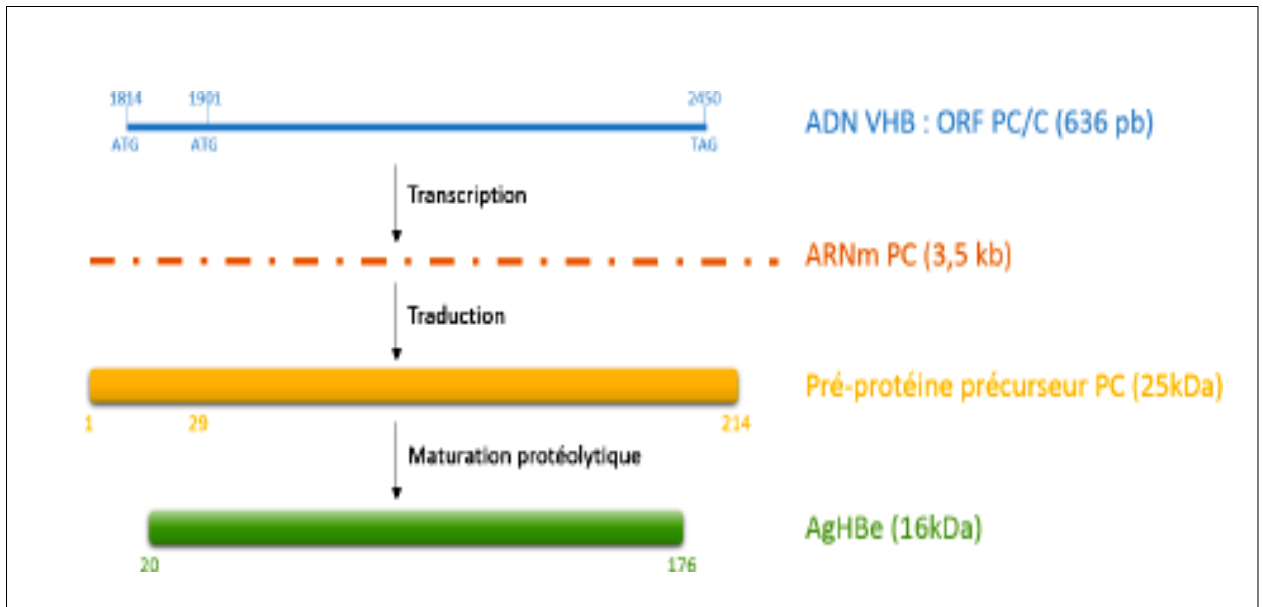 1814 1901 2450
ADN VHB : ORF PC/C (636 pb)
ATG ATG TAG
Transcription
ARNm PC (3,5 kb)
Traduction
Pré-protéine précurseur PC (25kDa)
1 29 214
Maturation protéolytique
AgHBe (16kDa)
20 176